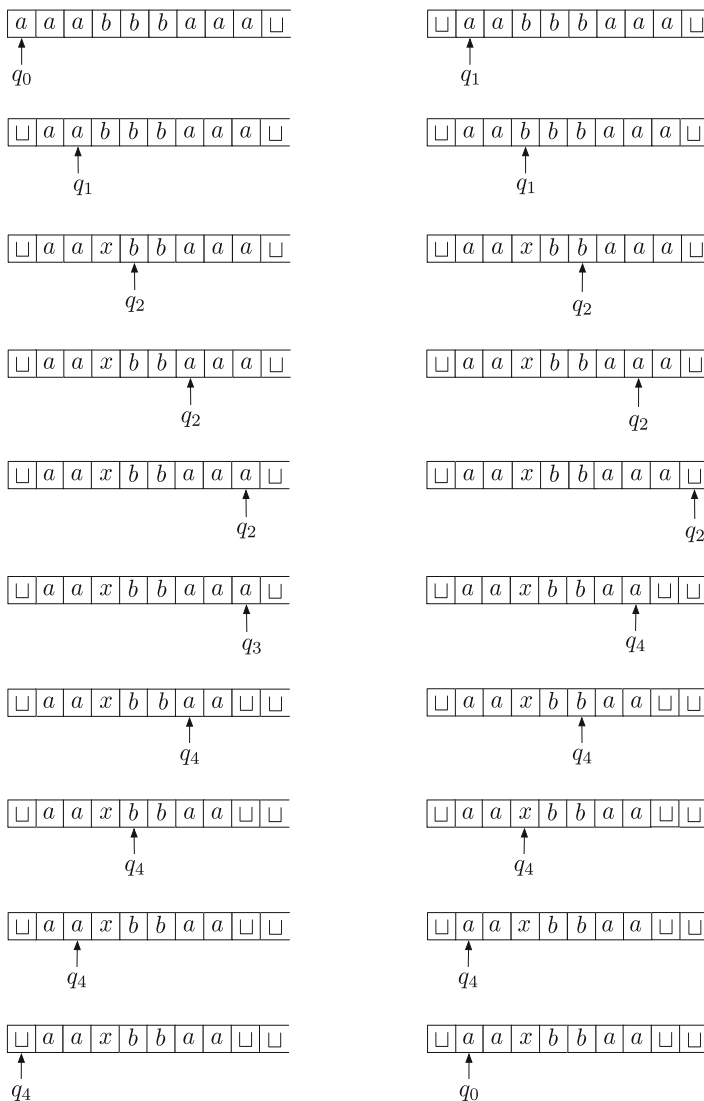 a a a b b b a a a ⊔ ⊔ a a b b b a a a ⊔
q0 q1
⊔ a a b b b a a a ⊔ ⊔ a a b b b a a a ⊔
q1 q1
⊔ a a x b b a a a ⊔ ⊔ a a x b b a a a ⊔
q2 q2
⊔ a a x b b a a a ⊔ ⊔ a a x b b a a a ⊔
q2 q2
⊔ a a x b b a a a ⊔ ⊔ a a x b b a a a ⊔
q2 q2
⊔ a a x b b a a a ⊔ ⊔ a a x b b a a ⊔ ⊔
q3 q4
⊔ a a x b b a a ⊔ ⊔ ⊔ a a x b b a a ⊔ ⊔
q4 q4
⊔ a a x b b a a ⊔ ⊔ ⊔ a a x b b a a ⊔ ⊔
q4 q4
⊔ a a x b b a a ⊔ ⊔ ⊔ a a x b b a a ⊔ ⊔
q4 q4
⊔ a a x b b a a ⊔ ⊔ ⊔ a a x b b a a ⊔ ⊔
q4 q0